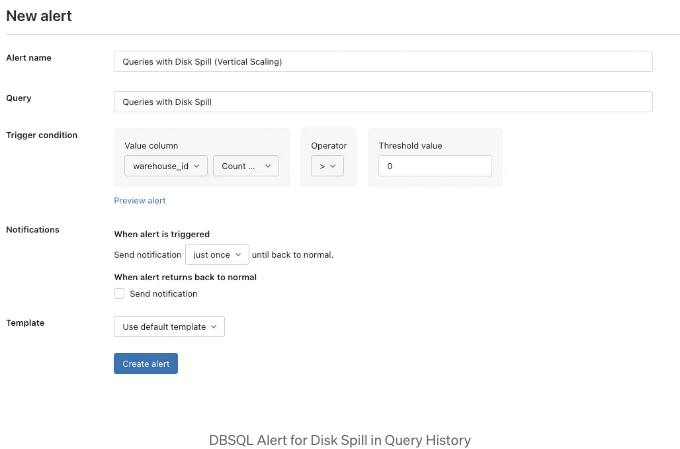 New alert
Alert name
Queries with Disk Spill (Vertical Scaling)
Query
Queries with Disk Spill
Trigger condition
Value column
Operator
Threshold value
warehouse_id
Count ...
>
0
Preview alert
Notifications
When alert is triggered
Send notification just once until back to normal.
When alert returns back to normal
Send notification
Template
Use default template
Create alert
DBSQL Alert for Disk Spill in Query History